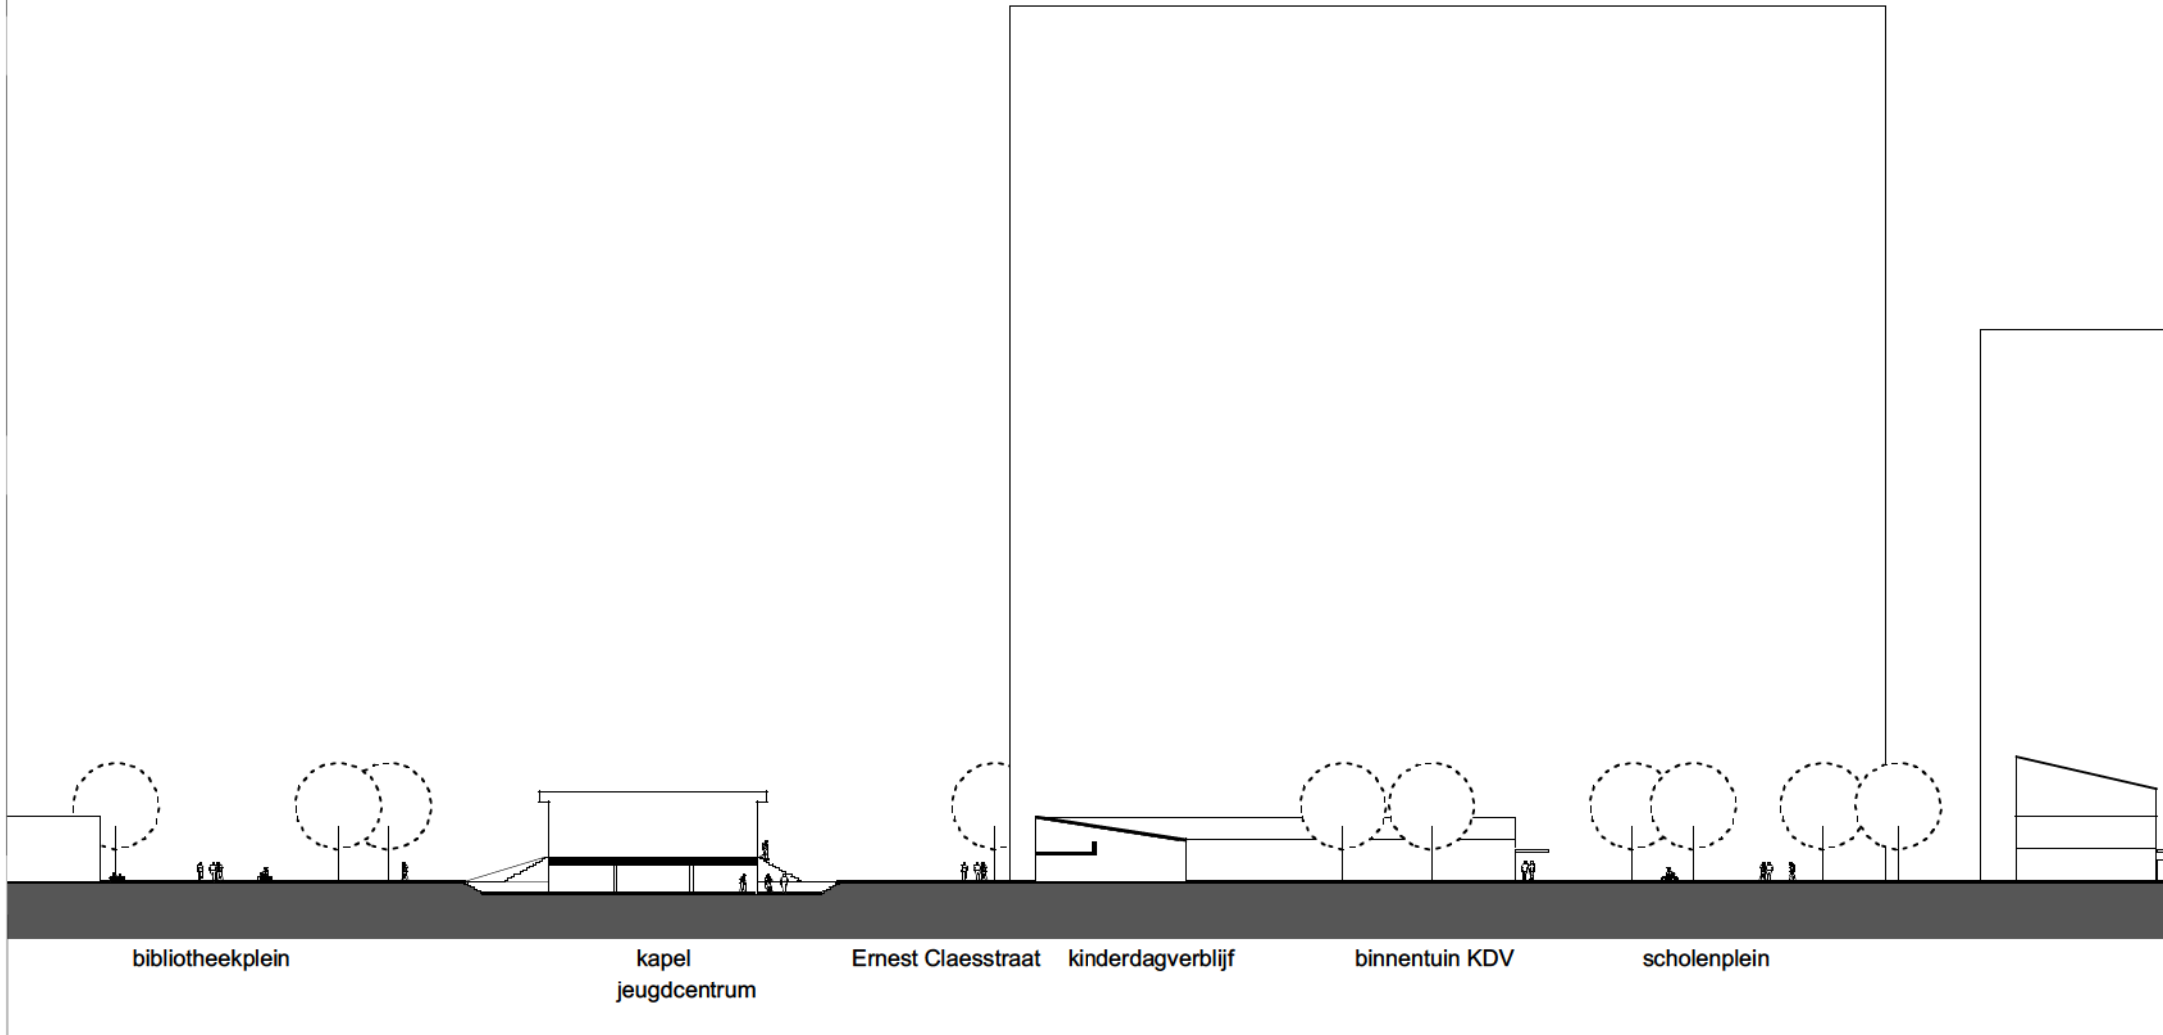 bibliotheekplein
kapel
jeugdcentrum
Ernest Claesstraat
kinderdagverblijf
binnentuin KDV
scholenplein